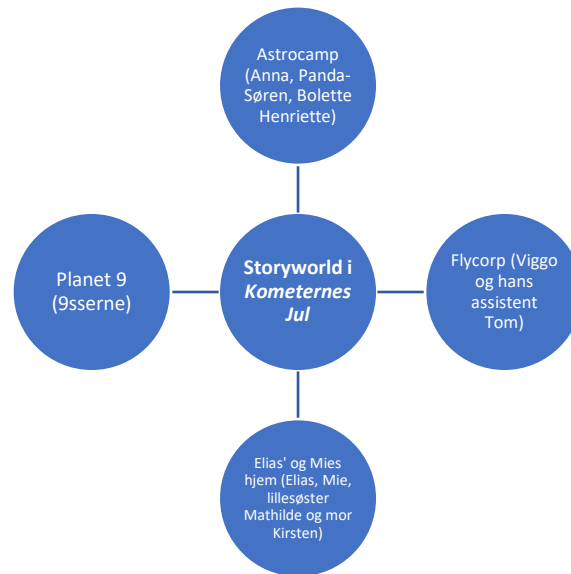 Astrocamp
(Anna, Panda-
Søren, Bolette
Henriette)
Planet 9
(9sserne)
Storyworld i
Kometernes
Jul
Flycorp (Viggo
og hans
assistent
Tom)
Elias' og Mies
hjem (Elias, Mie,
lillesøster
Mathilde og mor
Kirsten)